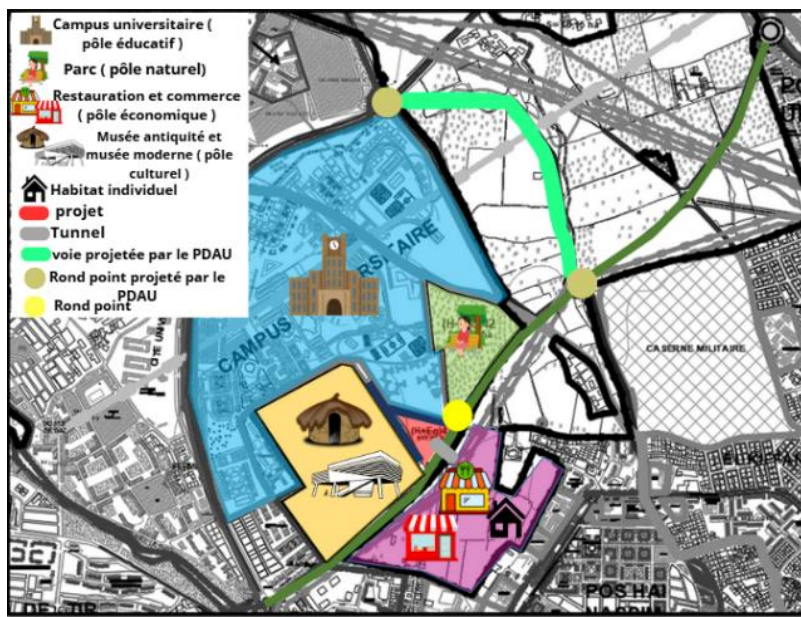 Campus universitaire (
pôle éducatif )
Parc ( pôle naturel)
Restauration et commerce
( pôle économique )
Musée antiquité et
musée moderne ( pôle
culturel )
Habitat individuel
projet
Tunnel
voie projetée par le PDAU
Rond point projeté par le
PDAU
Rond point
CAMPUS
RSITAIRE
CASERNE MILITAIRE
POS HAI